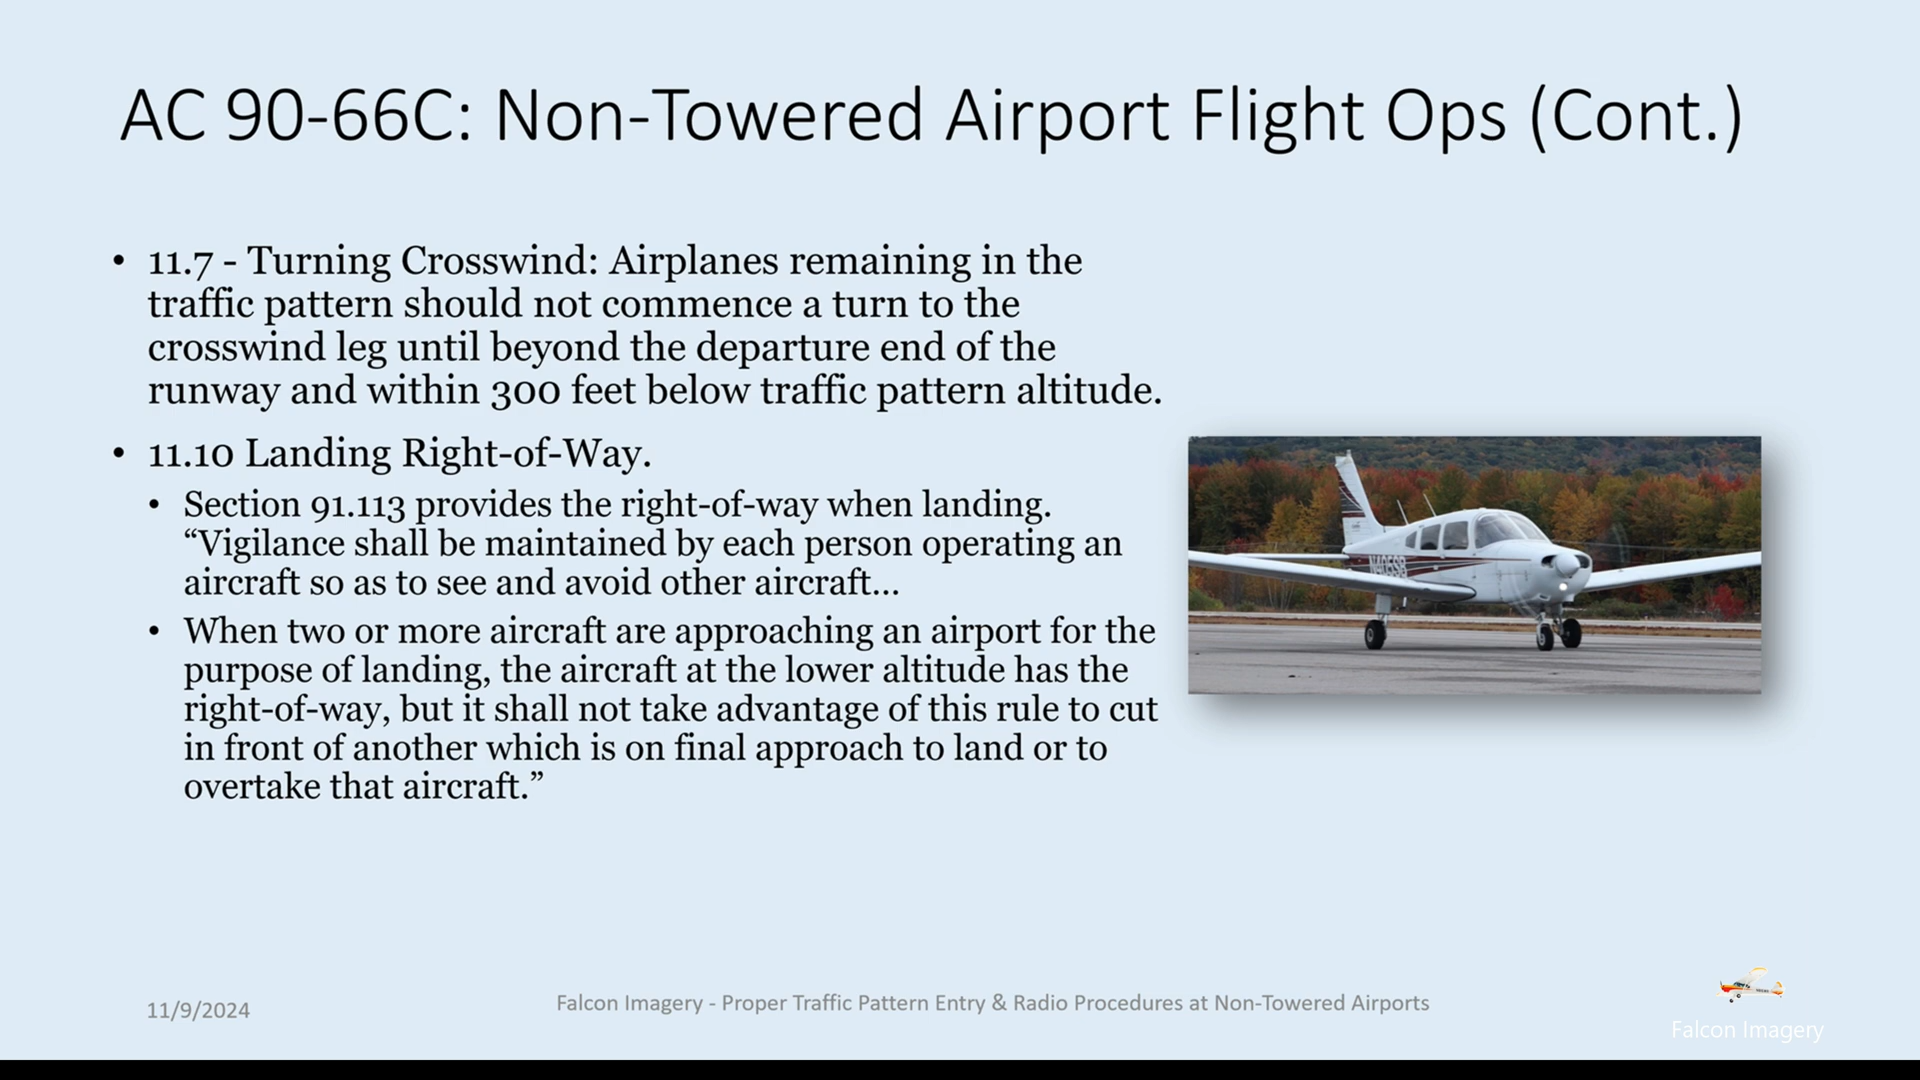 AC 90-66C: Non-Towered Airport Flight Ops (Cont.)
• 11.7 - Turning Crosswind: Airplanes remaining in the
traffic pattern should not commence a turn to the
crosswind leg until beyond the departure end of the
runway and within 300 feet below traffic pattern altitude.
• 11.10 Landing Right-of-Way.
• Section 91.113 provides the right-of-way when landing.
“Vigilance shall be maintained by each person operating an
aircraft so as to see and avoid other aircraft…
• When two or more aircraft are approaching an airport for the
purpose of landing, the aircraft at the lower altitude has the
right-of-way, but it shall not take advantage of this rule to cut
in front of another which is on final approach to land or to
overtake that aircraft.”
11/9/2024
Falcon Imagery - Proper Traffic Pattern Entry & Radio Procedures at Non-Towered Airports
Falcon Imagery